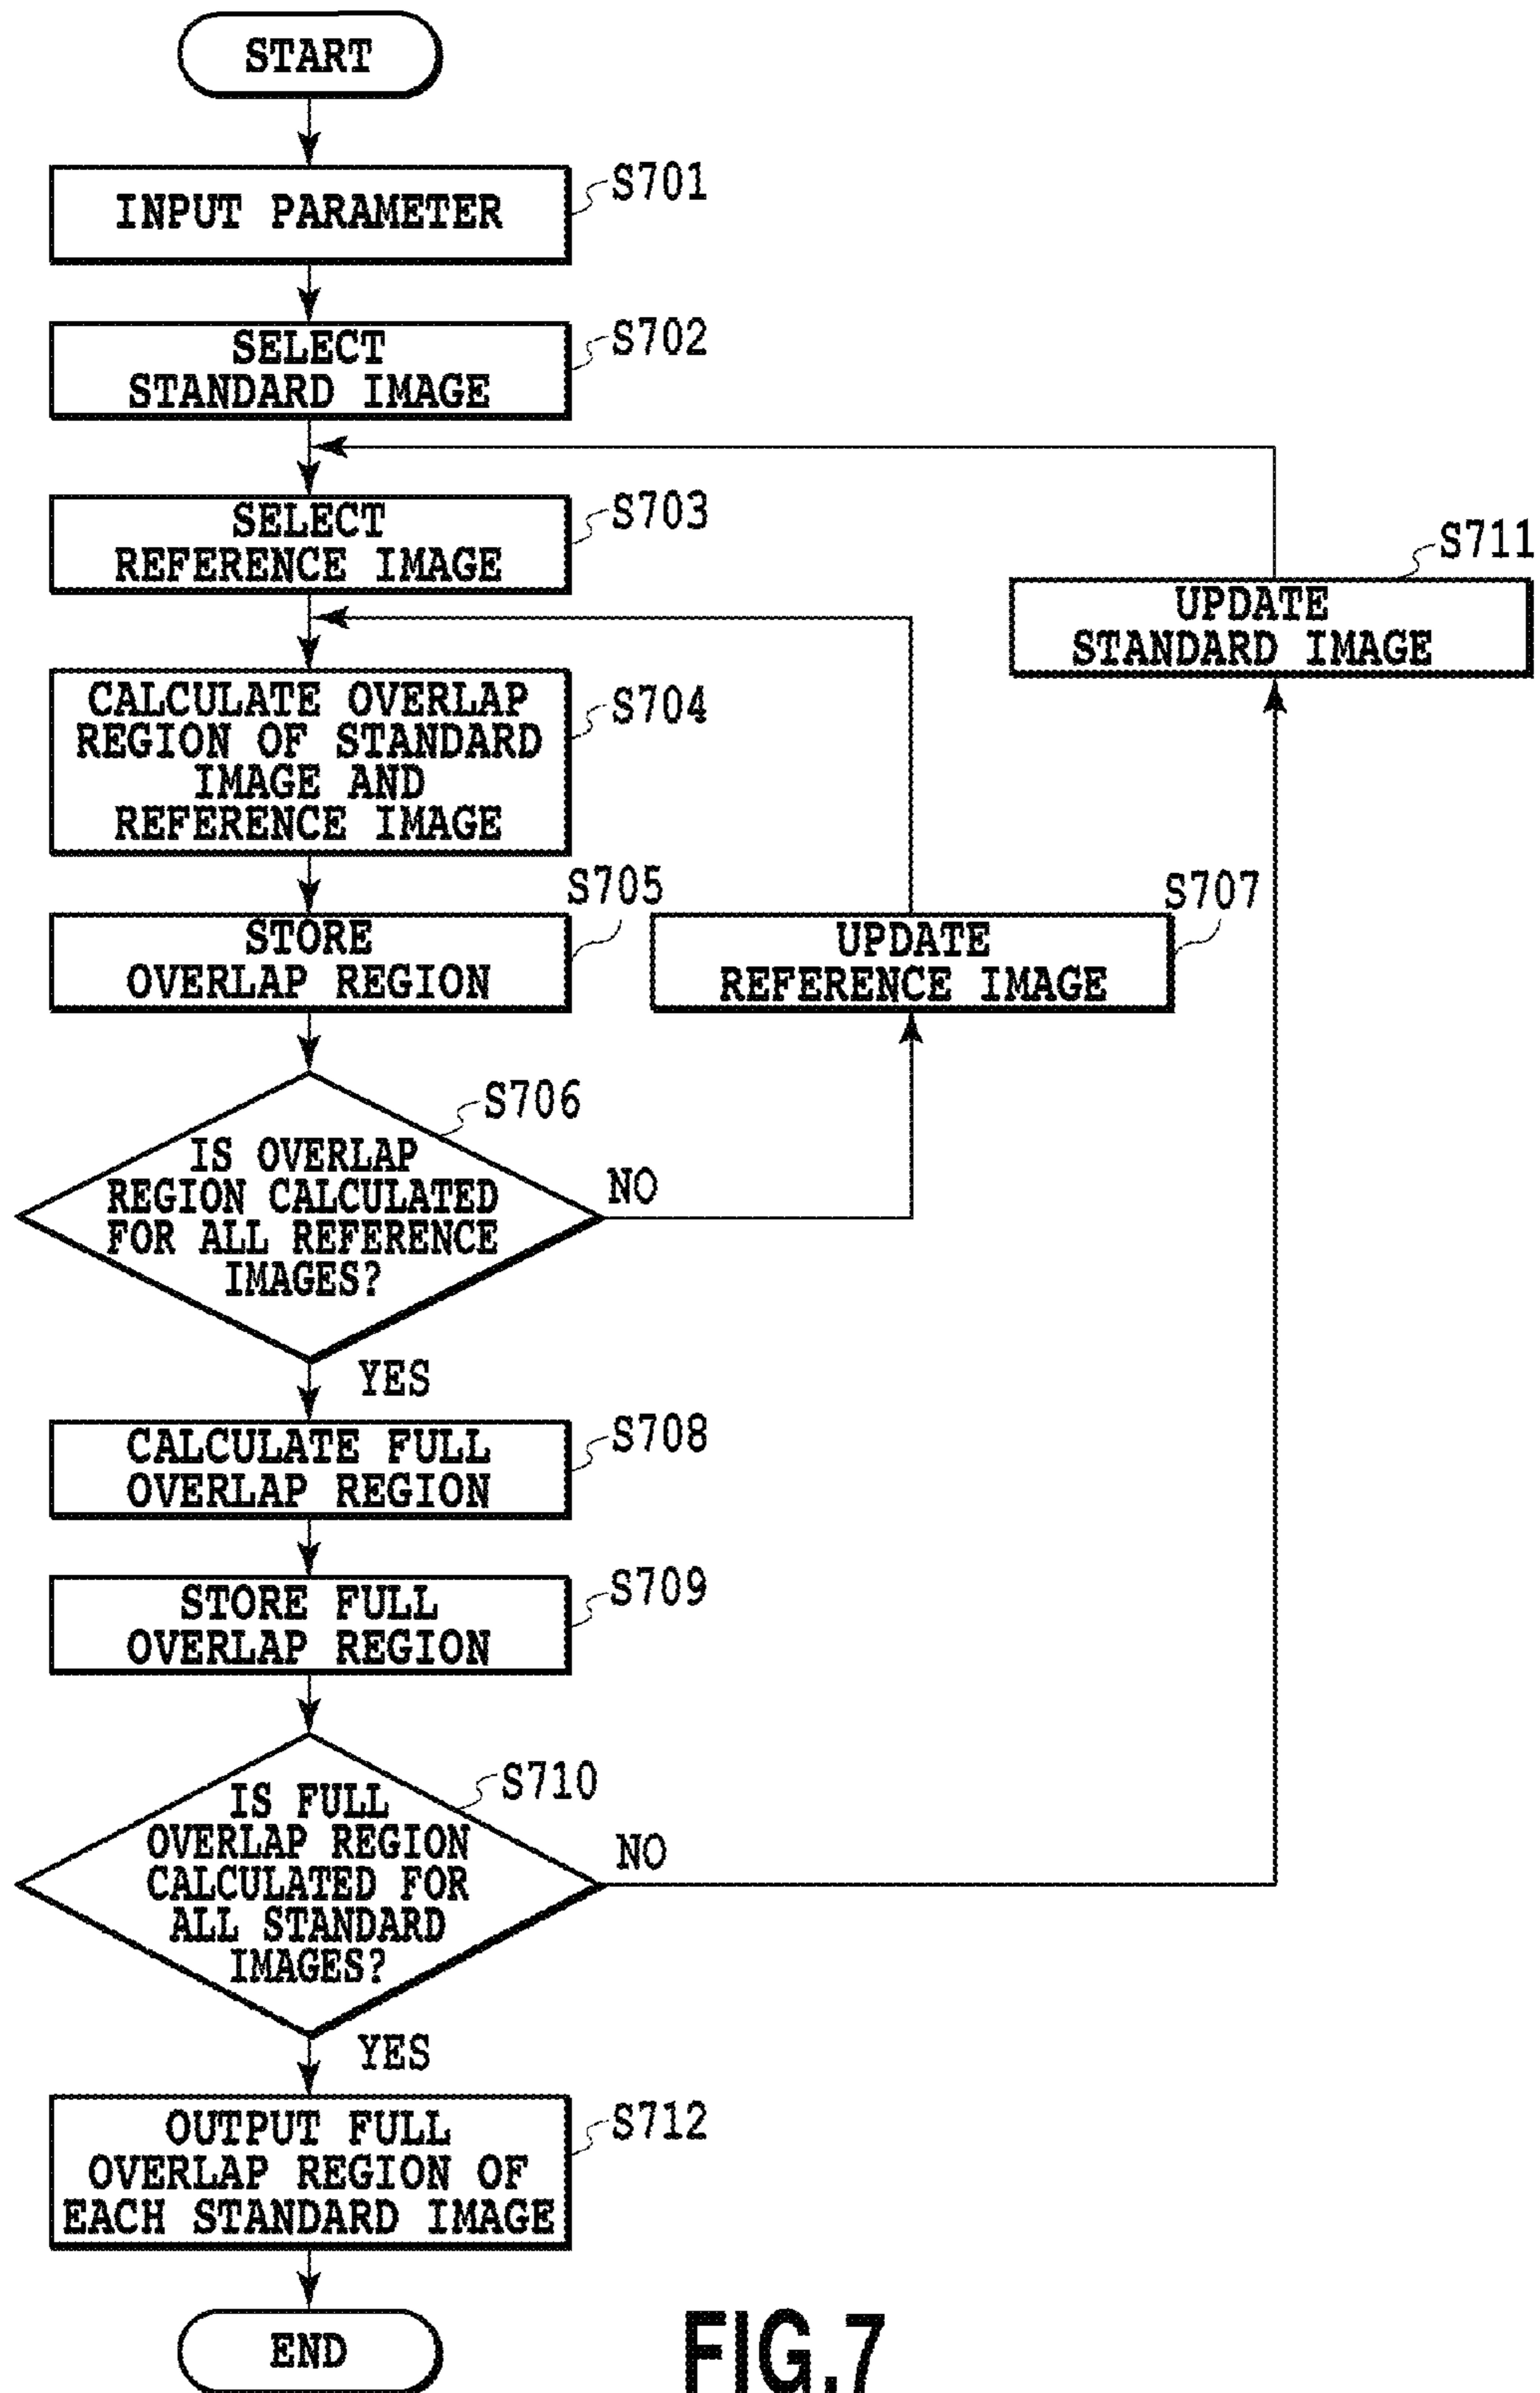 START
INPUT PARAMETER
S701
SELECT
STANDARD IMAGE
S702
SELECT
REFERENCE IMAGE
S703
S711
UPDATE
STANDARD IMAGE
CALCULATE OVERLAP
REGION OF STANDARD
IMAGE AND
REFERENCE IMAGE
S704
STORE
OVERLAP REGION
S705
UPDATE
REFERENCE IMAGE
S707
IS OVERLAP
REGION CALCULATED
FOR ALL REFERENCE
IMAGES?
S706
NO
YES
CALCULATE FULL
OVERLAP REGION
S708
STORE FULL
OVERLAP REGION
S709
IS FULL
OVERLAP REGION
CALCULATED FOR
ALL STANDARD
IMAGES?
S710
NO
YES
OUTPUT FULL
OVERLAP REGION OF
EACH STANDARD IMAGE
S712
END
FIG.7